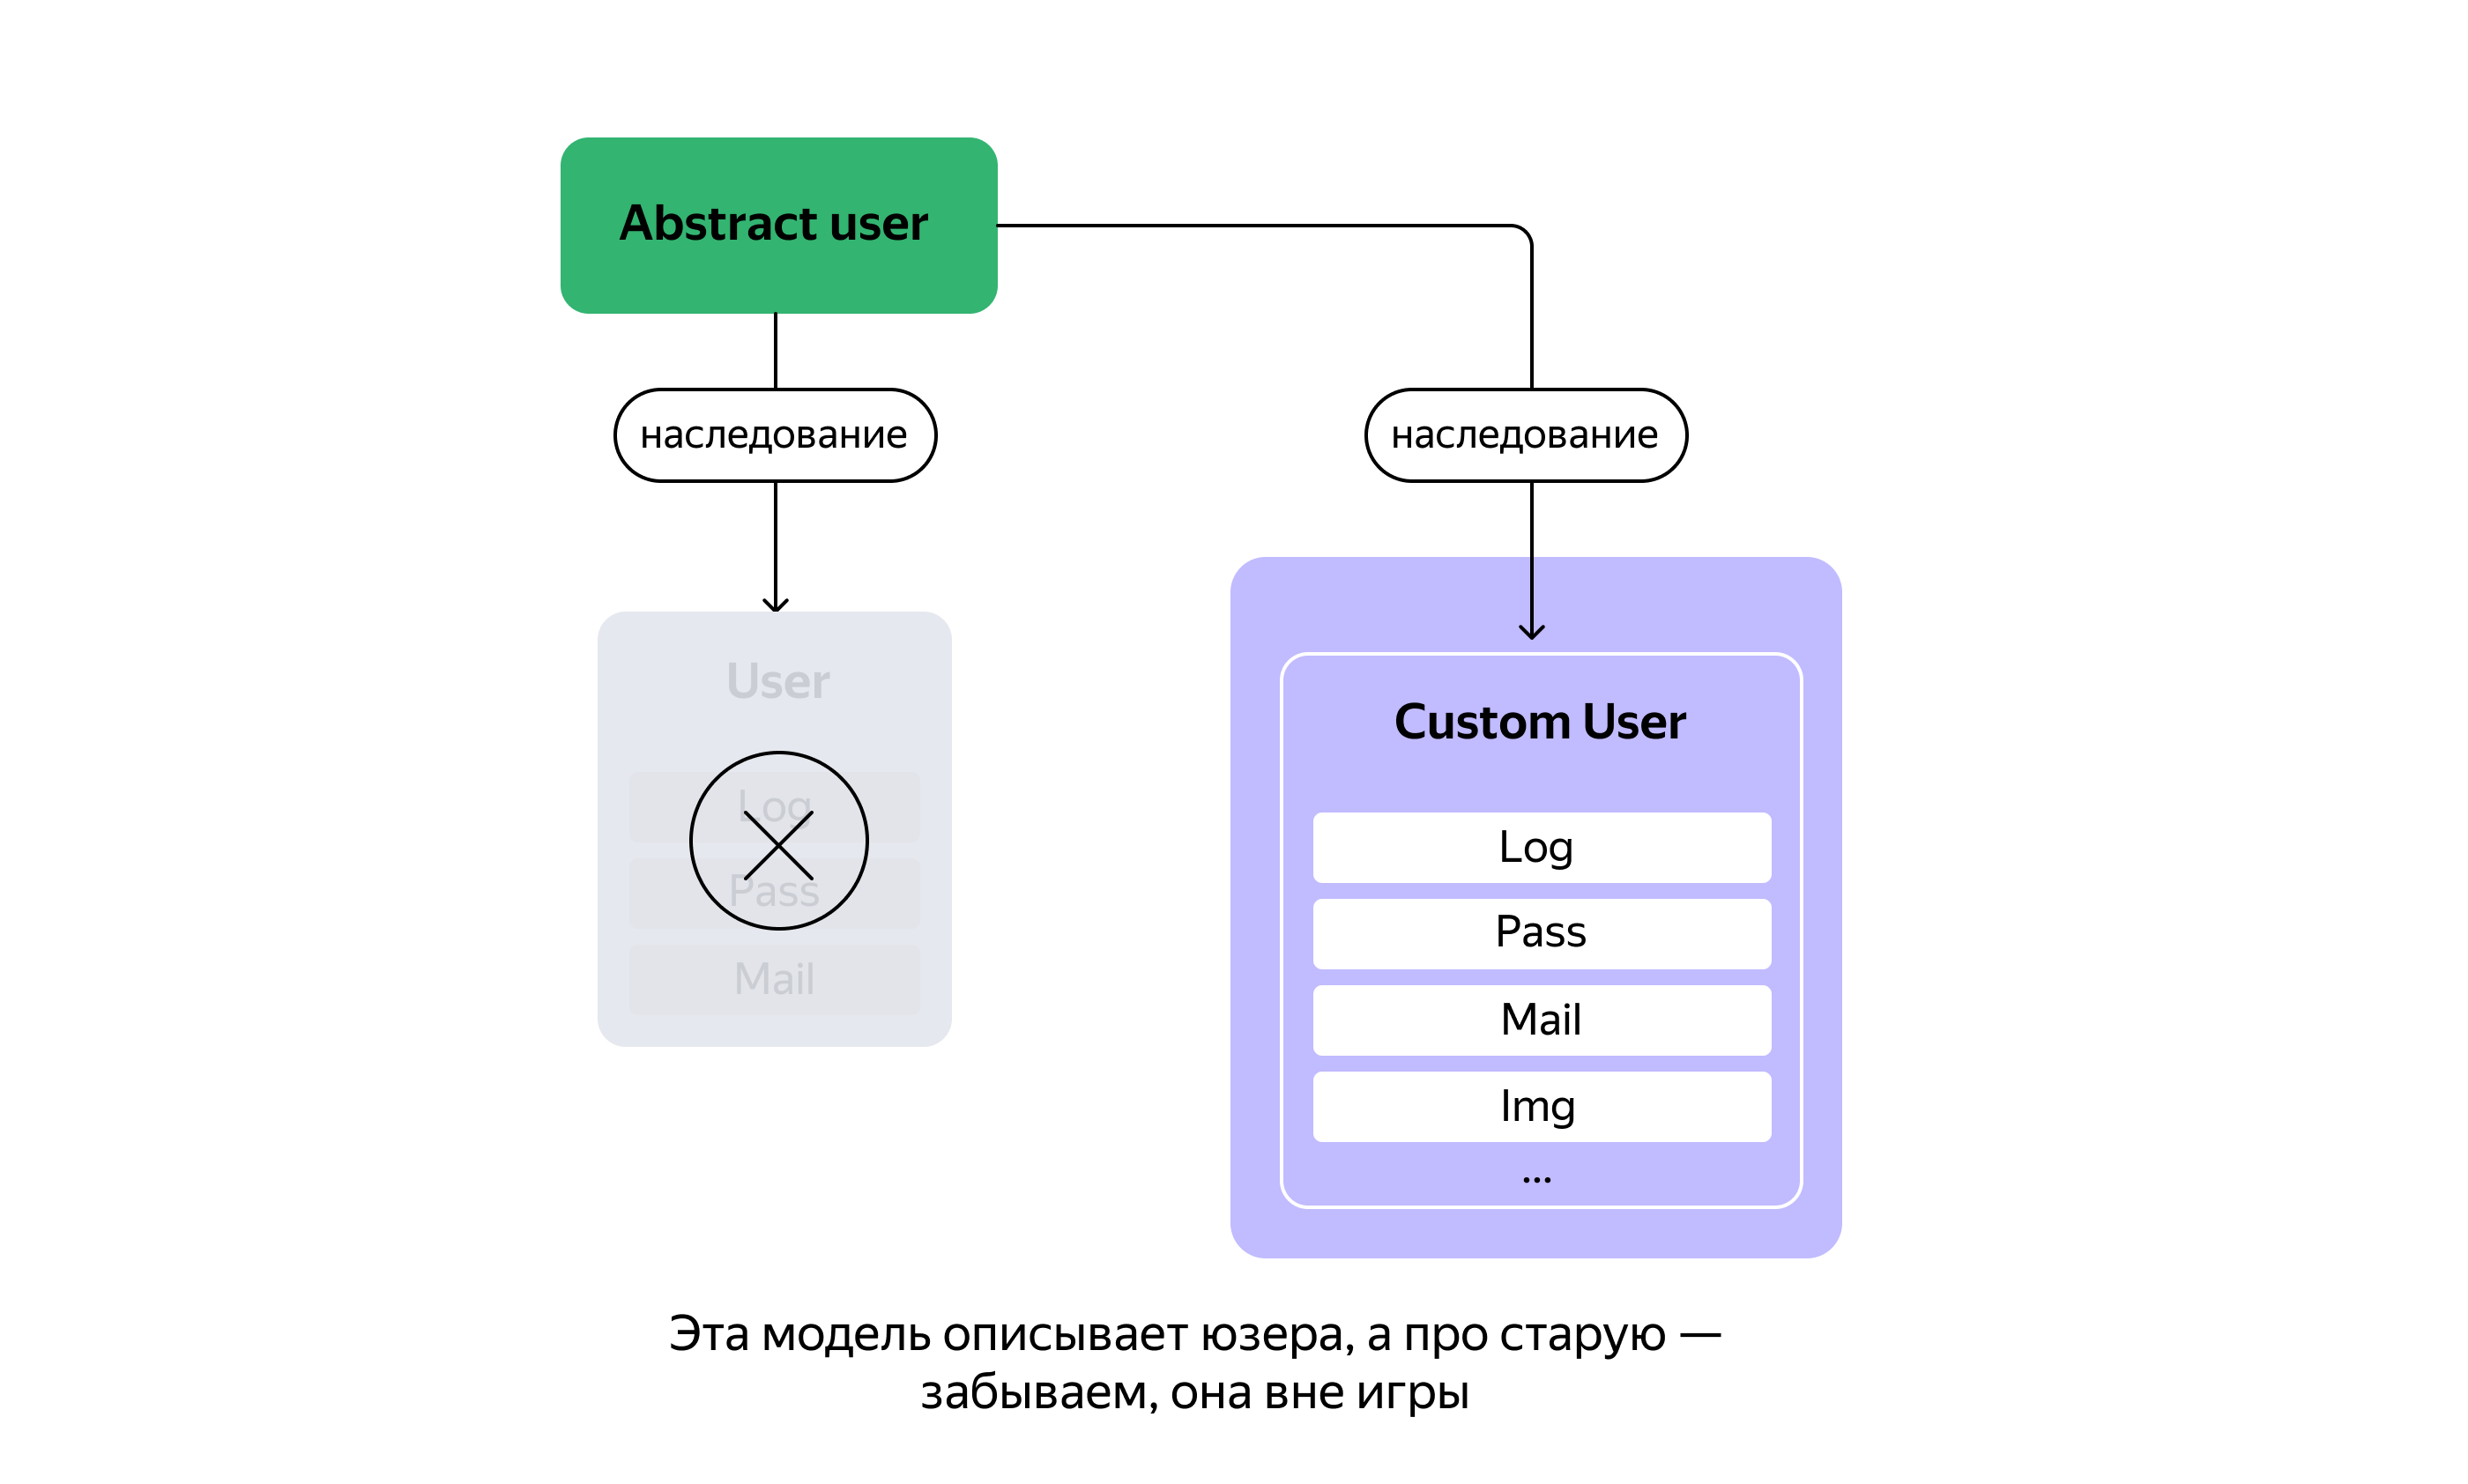 Abstract user
наследование
наследование
User
Log
Pass
Mail
Custom User
Log
Pass
Mail
Img
...
Эта модель описывает юзера, а про старую —
забываем, она вне игры